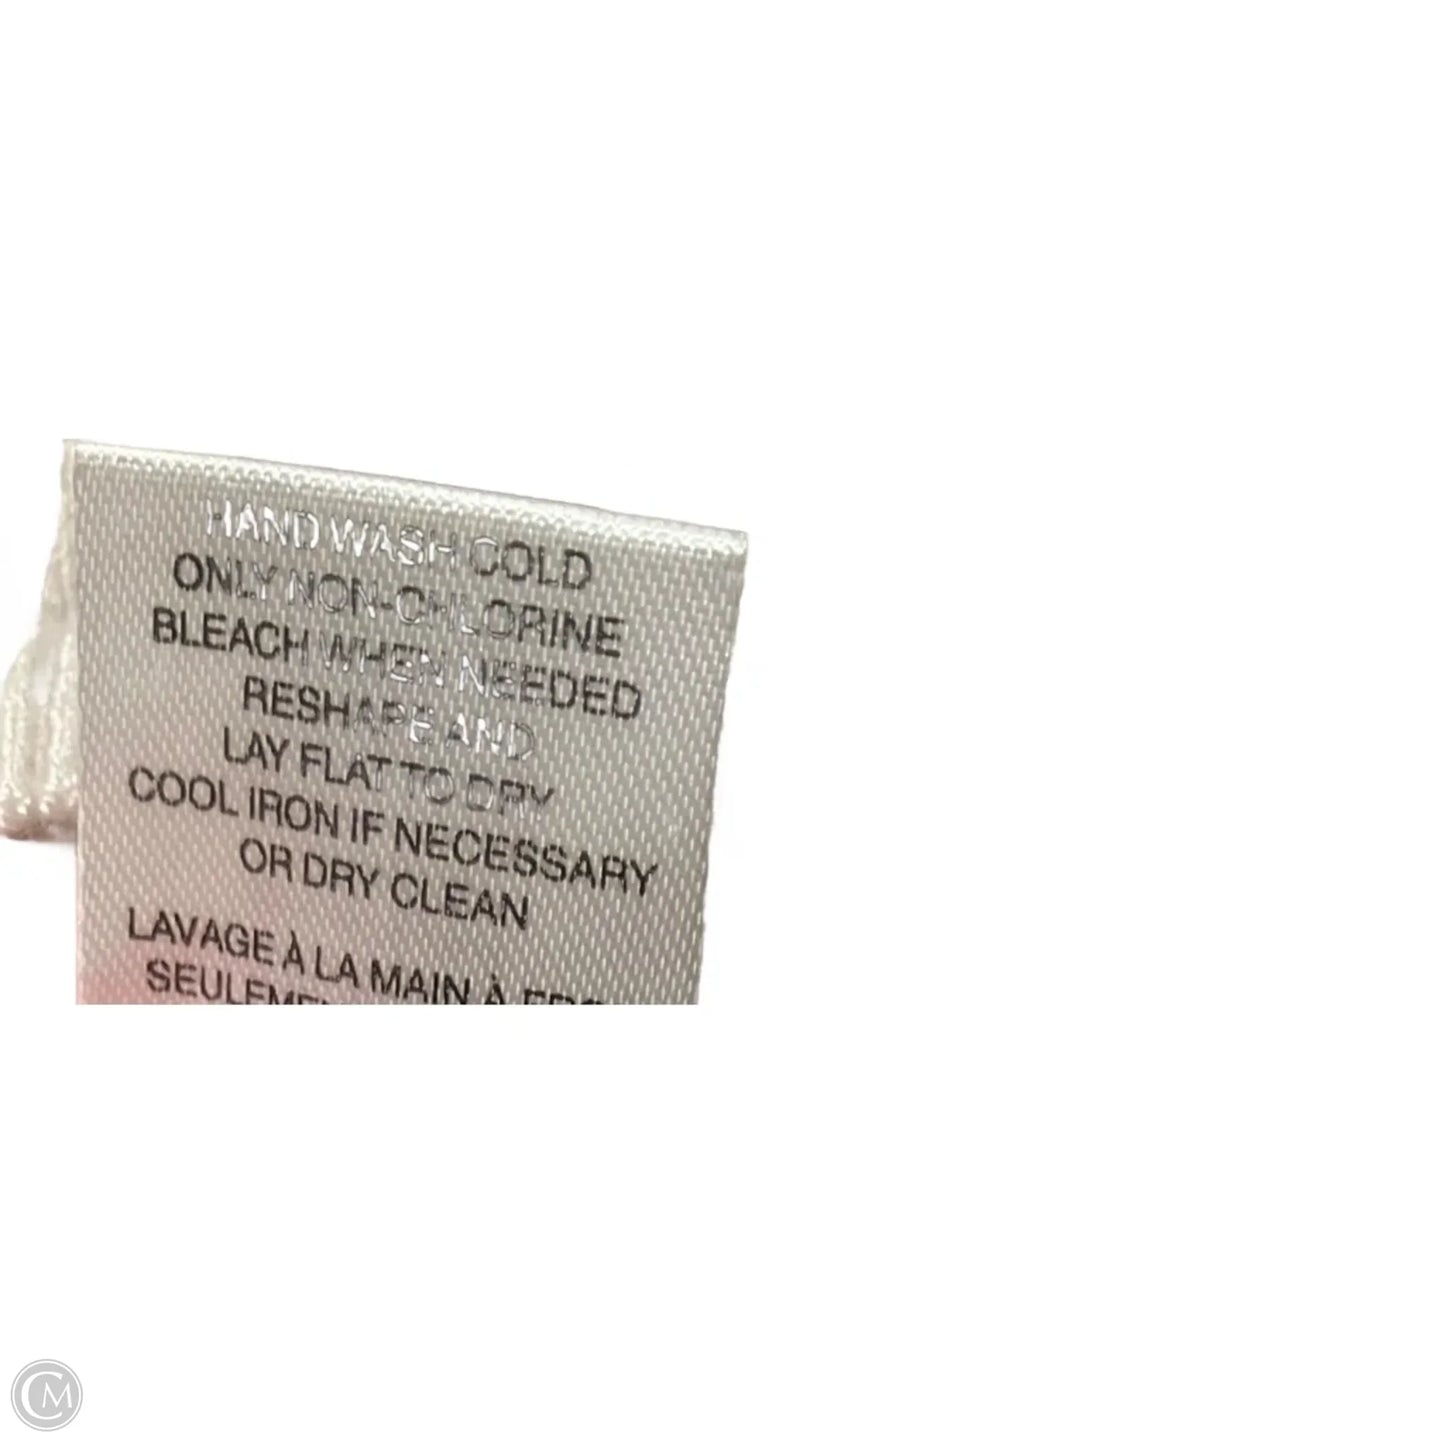 HAND WASH COLD
ONLY NON-CHLORINE
BLEACH WHEN NEEDED
RESHAPE AND
LAY FLAT TO DRY
COOL IRON IF NECESSARY
OR DRY CLEAN
LAVAGE À LA MAIN À
CM